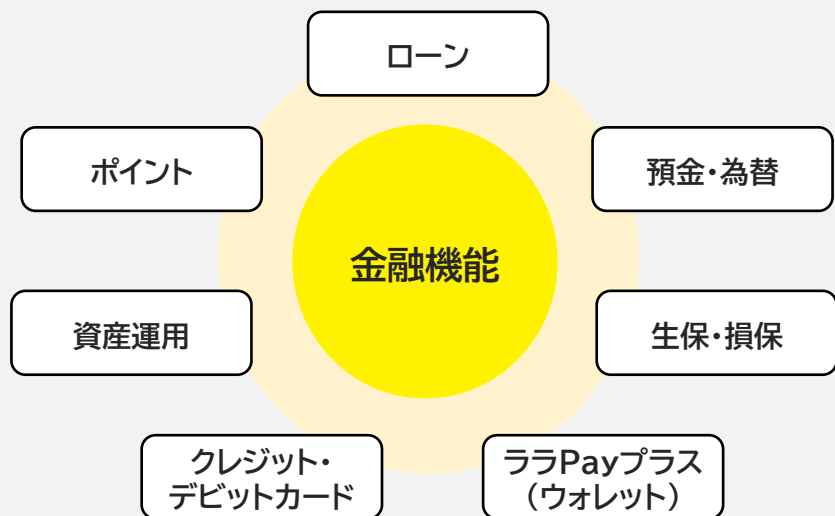 ローン
ポイント
預金・為替
金融機能
資産運用
生保・損保
クレジット・
デビットカード
ララPayプラス
（ウォレット）